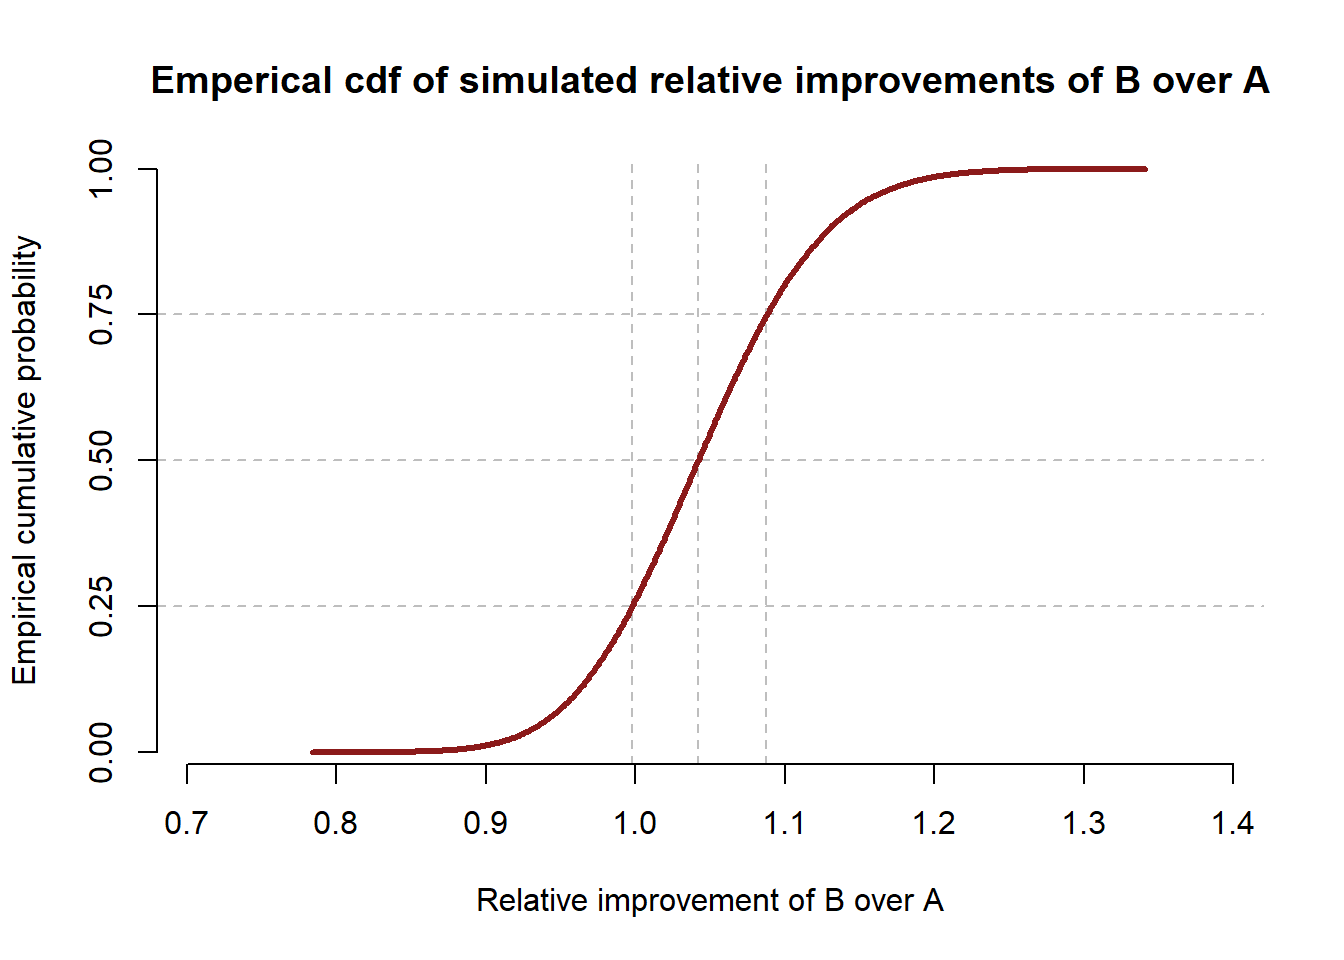 Emperical cdf of simulated relative improvements of B over A
Empirical cumulative probability
1.00
0.75
0.50
0.25
0.00
0.7 0.8 0.9 1.0 1.1 1.2 1.3 1.4
Relative improvement of B over A